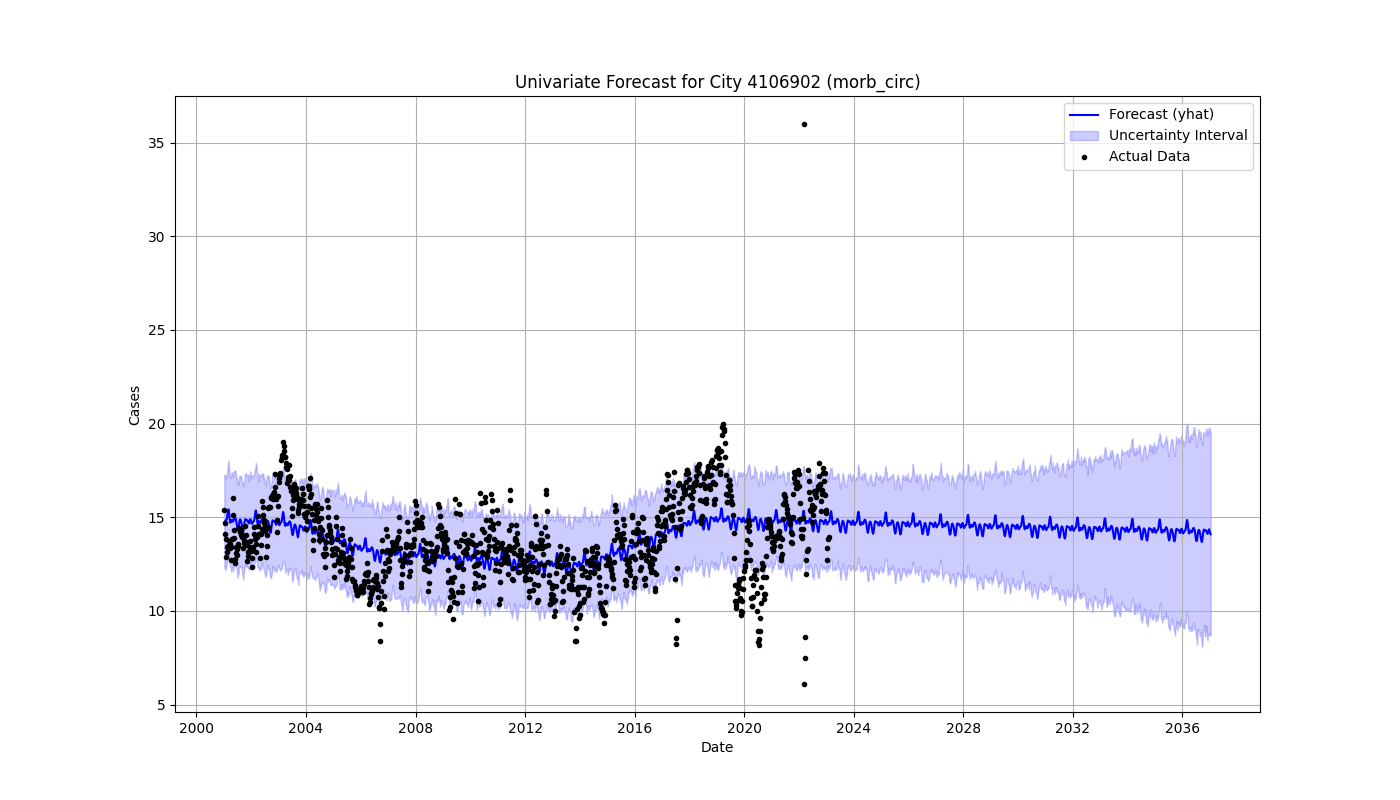 Univariate Forecast for City 4106902 (morb_circ)
Forecast (yhat)
Uncertainty Interval
Actual Data
35
30
25
20
15
10
5
Cases
2000 2004 2008 2012 2016 2020 2024 2028 2032 2036
Date